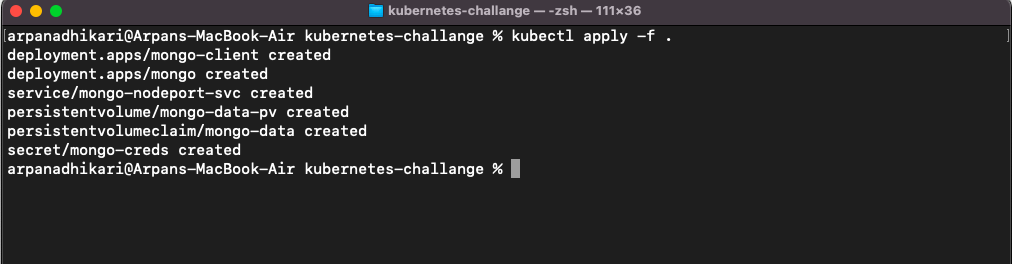 kubernetes-challange — -zsh — 111×36
[arpanadhikari@Arpans-MacBook-Air kubernetes-challange % kubectl apply -f . ]
deployment.apps/mongo-client created
deployment.apps/mongo created
service/mongo-nodeport-svc created
persistentvolume/mongo-data-pv created
persistentvolumeclaim/mongo-data created
secret/mongo-creds created
arpanadhikari@Arpans-MacBook-Air kubernetes-challange %